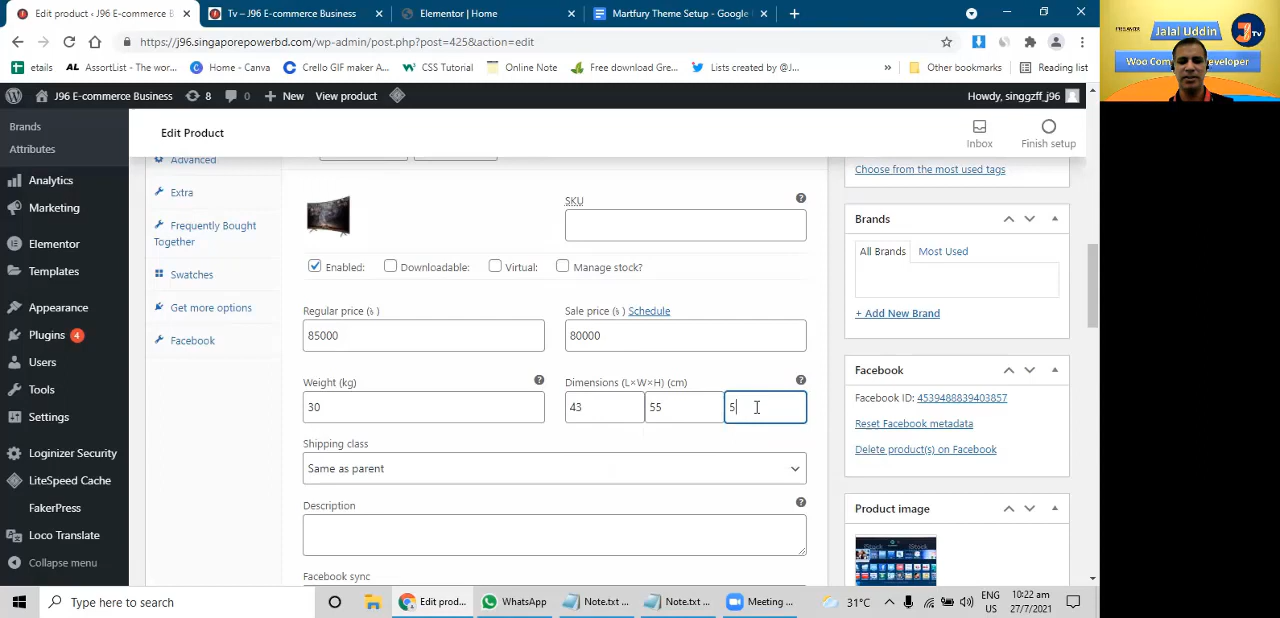 Edit product ‹ J96 E-commerce B
Tv – J96 E-commerce Business
Elementor | Home
Martfury Theme Setup - Google
https://j96.singaporepowerbd.com/wp-admin/post.php?post=425&action=edit
etails
AssortList - The wor...
Home - Canva
Crello GIF maker A...
CSS Tutorial
Online Note
Free download Gre...
Lists created by @J...
»
Other bookmarks
Reading list
J96 E-commerce Business
8
0
New
View product
Howdy, singgzff_j96
Jalal Uddin
TV
Woo Com
Developer
Brands
Attributes
Analytics
Marketing
Elementor
Templates
Appearance
Plugins 4
Users
Tools
Settings
Loginizer Security
LiteSpeed Cache
FakerPress
Loco Translate
Collapse menu
Edit Product
Inbox
Finish setup
Advanced
Extra
Frequently Bought
Together
Swatches
Get more options
Facebook
SKU
Enabled:
Downloadable:
Virtual:
Manage stock?
Regular price (৳ )
Sale price (৳ ) Schedule
85000
80000
Weight (kg)
Dimensions (L×W×H) (cm)
30
43
55
5
Shipping class
Same as parent
Description
Facebook sync
Choose from the most used tags
Brands
All Brands
Most Used
+ Add New Brand
Facebook
Facebook ID: 4539488839403857
Reset Facebook metadata
Delete product(s) on Facebook
Product image
iStock
iStock
Type here to search
Edit prod...
WhatsApp
Note.txt ...
Note.txt ...
Meeting ...
31°C
ENG
US
10:22 am
27/7/2021